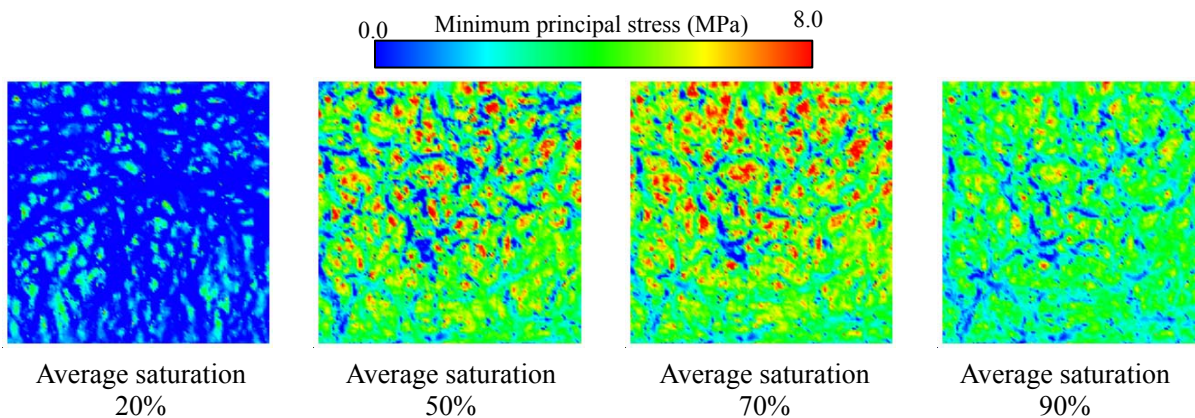 Minimum principal stress (MPa)
0.0
8.0
Average saturation
20%
Average saturation
50%
Average saturation
70%
Average saturation
90%